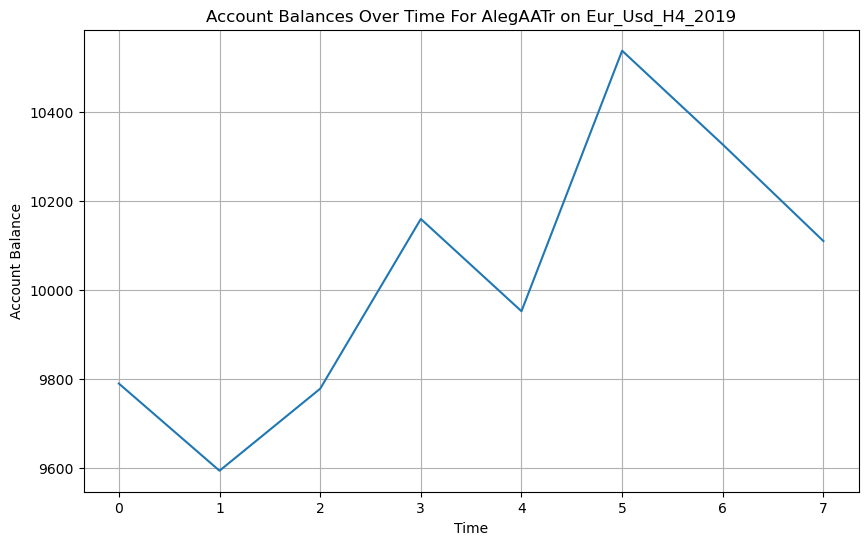 Account Balances Over Time For AlegAATr on Eur_Usd_H4_2019
Account Balance
10400
10200
10000
9800
9600
0 1 2 3 4 5 6 7
Time